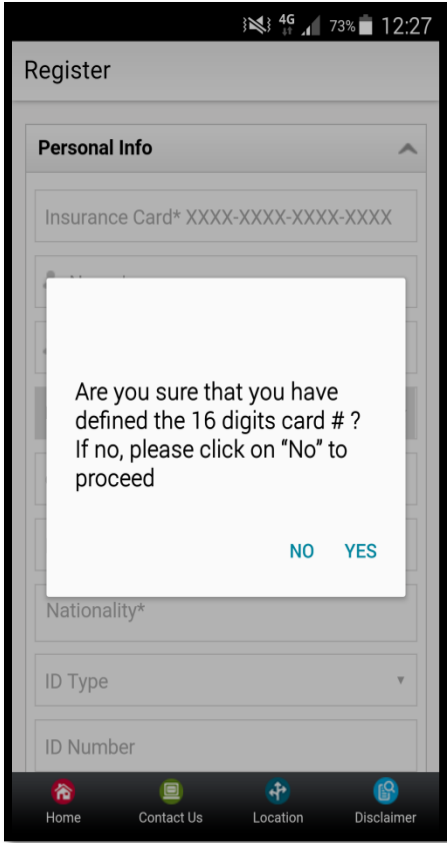 4G 73% 12:27
Register
Personal Info
Insurance Card* XXXX-XXXX-XXXX-XXXX
Are you sure that you have
defined the 16 digits card # ?
If no, please click on “No” to
proceed
NO YES
Nationality*
ID Type
ID Number
Home Contact Us Location Disclaimer